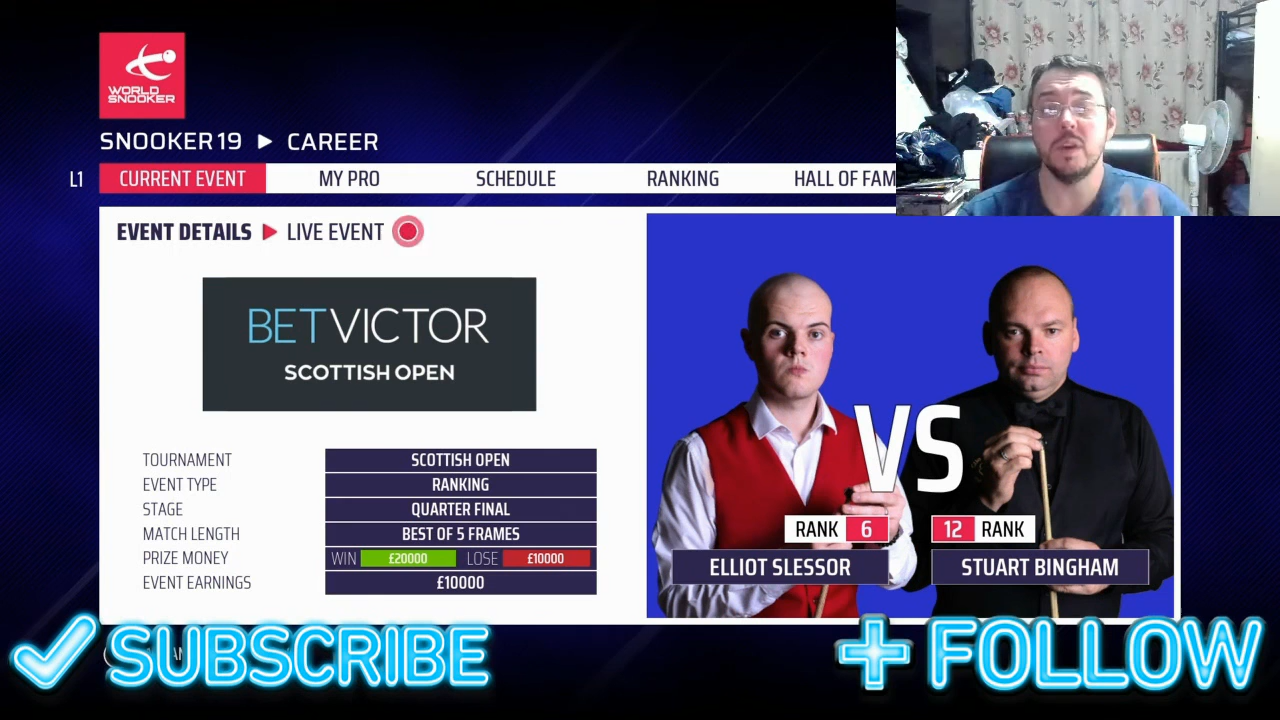 WORLD
SNOOKER
SNOOKER 19 ▶ CAREER
L1 CURRENT EVENT MY PRO SCHEDULE RANKING HALL OF FAM
EVENT DETAILS ▶ LIVE EVENT
BETVICTOR
SCOTTISH OPEN
TOURNAMENT SCOTTISH OPEN
EVENT TYPE RANKING
STAGE QUARTER FINAL
MATCH LENGTH BEST OF 5 FRAMES
PRIZE MONEY WIN £20000 LOSE £10000
EVENT EARNINGS £10000
VS
RANK 6 12 RANK
ELLIOT SLESSOR STUART BINGHAM
SUBSCRIBE FOLLOW